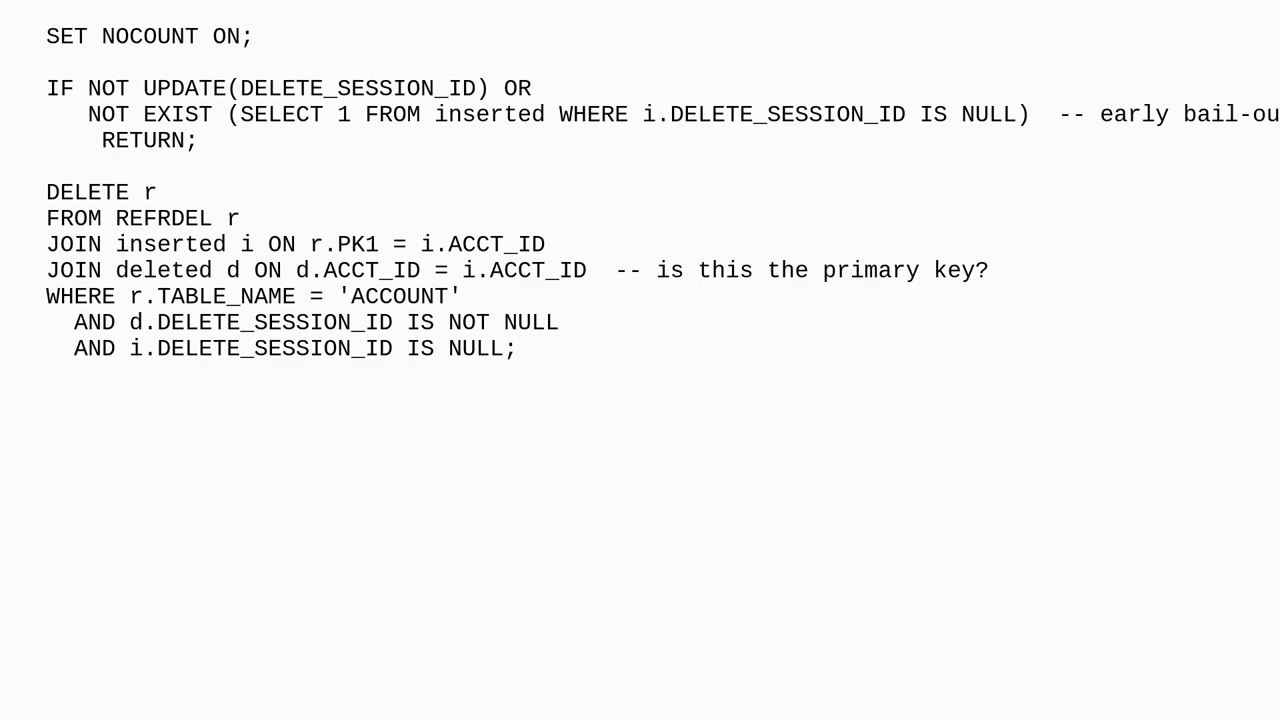 SET NOCOUNT ON;

IF NOT UPDATE(DELETE_SESSION_ID) OR
   NOT EXIST (SELECT 1 FROM inserted WHERE i.DELETE_SESSION_ID IS NULL)  -- early bail-ou
    RETURN;

DELETE r
FROM REFRDEL r
JOIN inserted i ON r.PK1 = i.ACCT_ID
JOIN deleted d ON d.ACCT_ID = i.ACCT_ID  -- is this the primary key?
WHERE r.TABLE_NAME = 'ACCOUNT'
  AND d.DELETE_SESSION_ID IS NOT NULL
  AND i.DELETE_SESSION_ID IS NULL;